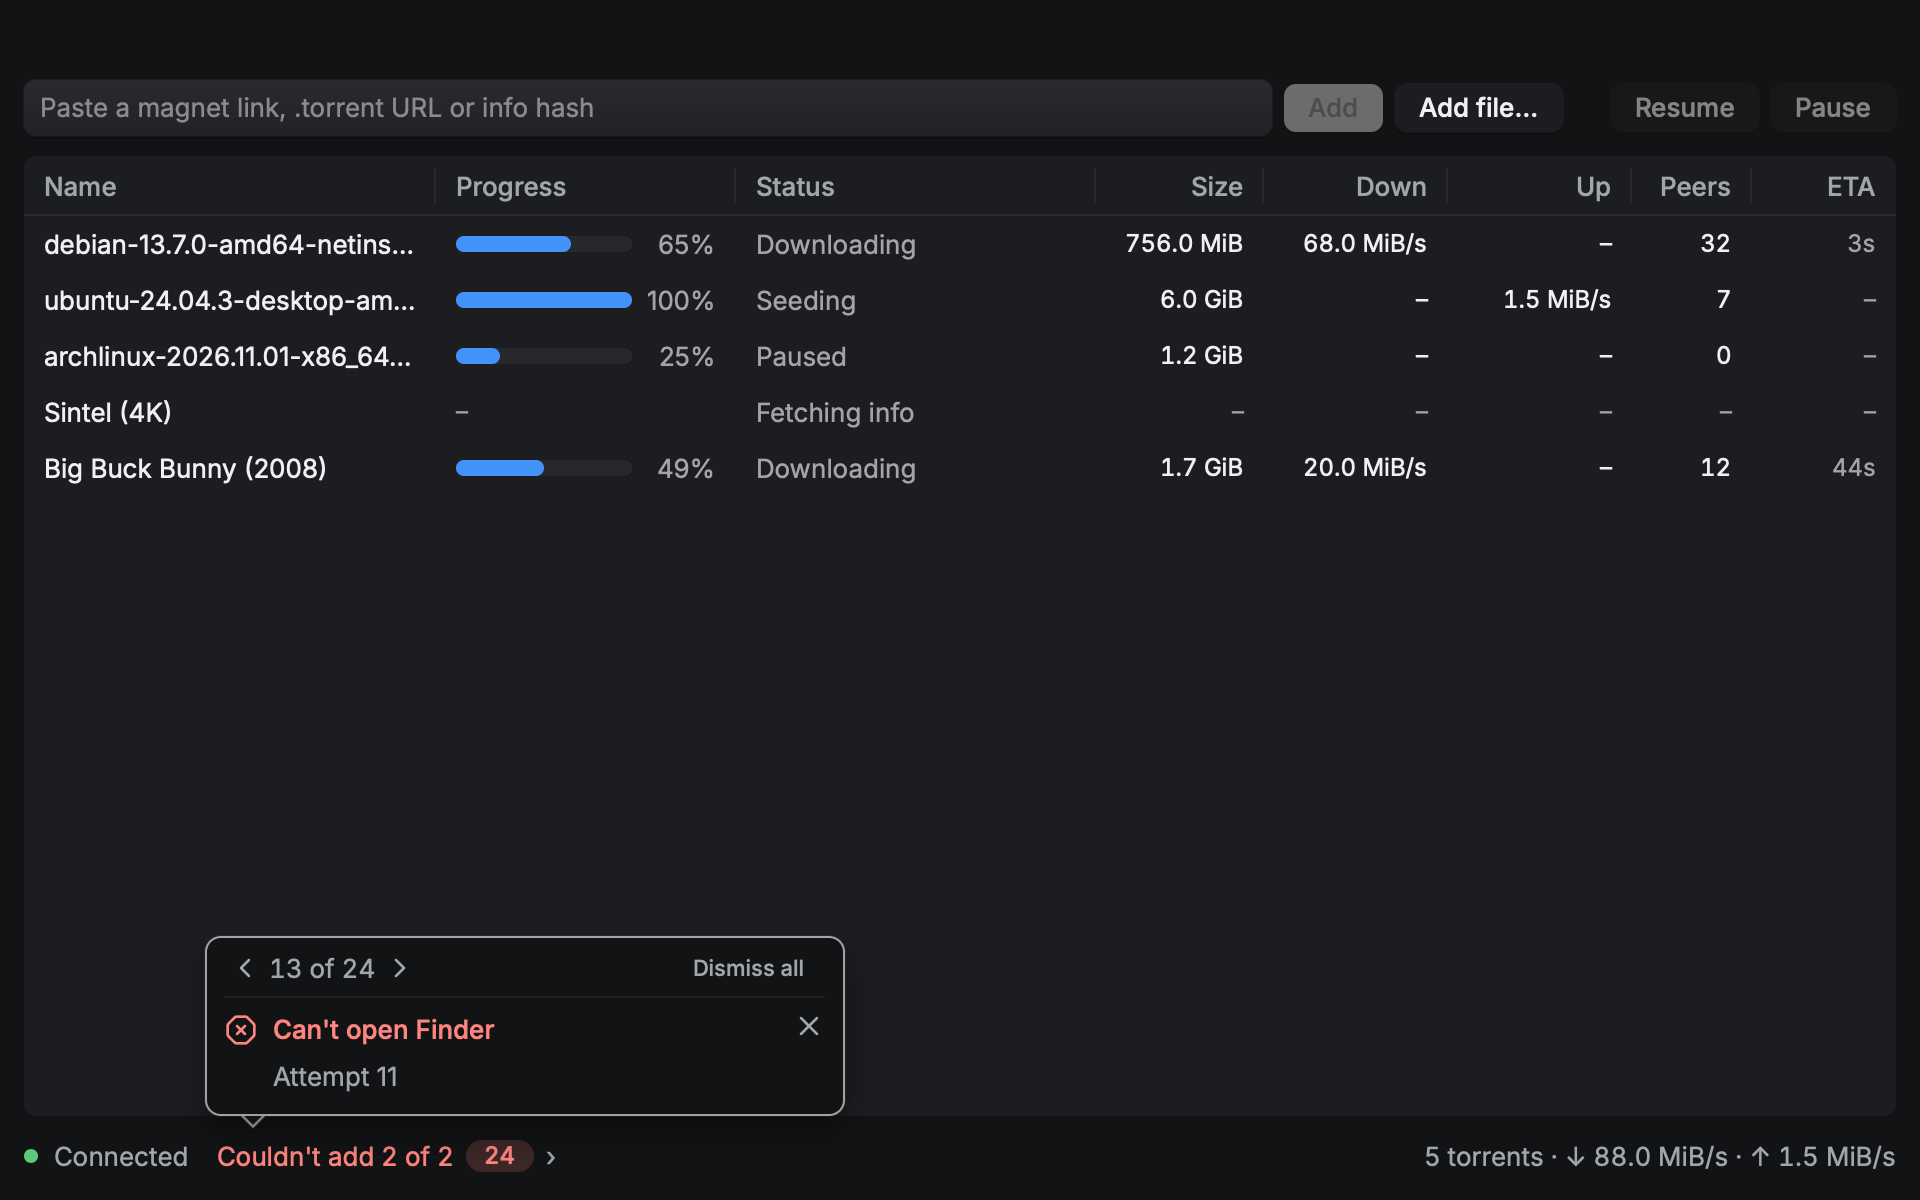 Paste a magnet link, .torrent URL or info hash Add Add file... Resume Pause
Name Progress Status Size Down Up Peers ETA
debian-13.7.0-amd64-netins... 65% Downloading 756.0 MiB 68.0 MiB/s – 32 3s
ubuntu-24.04.3-desktop-am... 100% Seeding 6.0 GiB – 1.5 MiB/s 7 –
archlinux-2026.11.01-x86_64... 25% Paused 1.2 GiB – – 0 –
Sintel (4K) – Fetching info – – – – –
Big Buck Bunny (2008) 49% Downloading 1.7 GiB 20.0 MiB/s – 12 44s
13 of 24 Dismiss all
Can't open Finder
Attempt 11
Connected Couldn't add 2 of 2 24 › 5 torrents · ↓ 88.0 MiB/s · ↑ 1.5 MiB/s